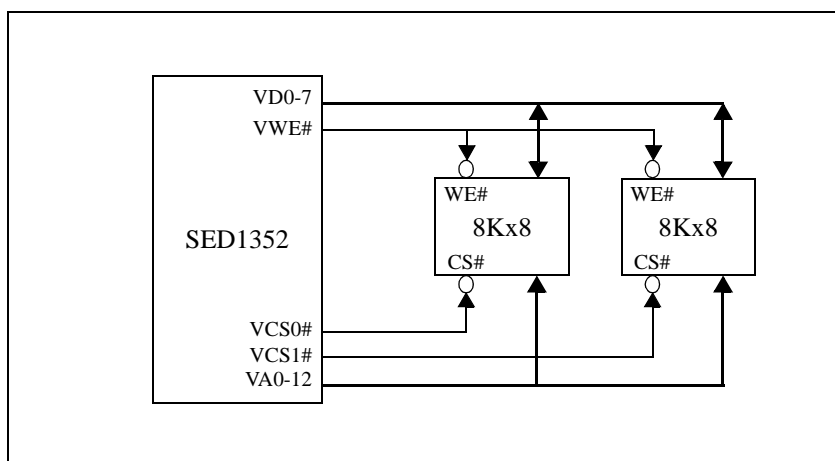 VD0-7
VWE#
WE#
8Kx8
CS#
WE#
8Kx8
CS#
SED1352
VCS0#
VCS1#
VA0-12